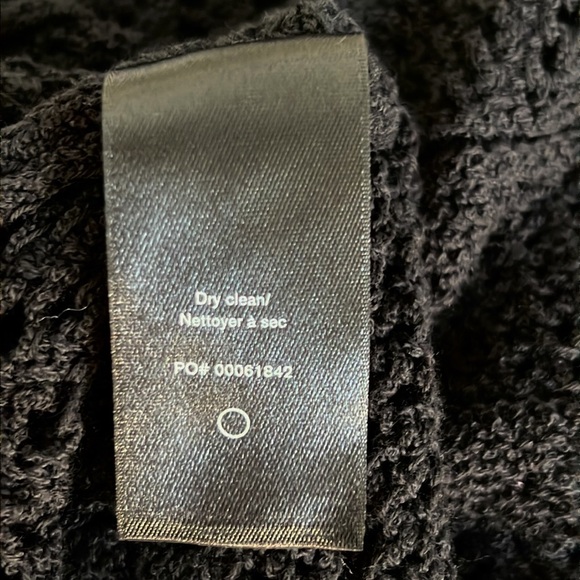 Dry clean/
Nettoyer à sec
PO# 00061842